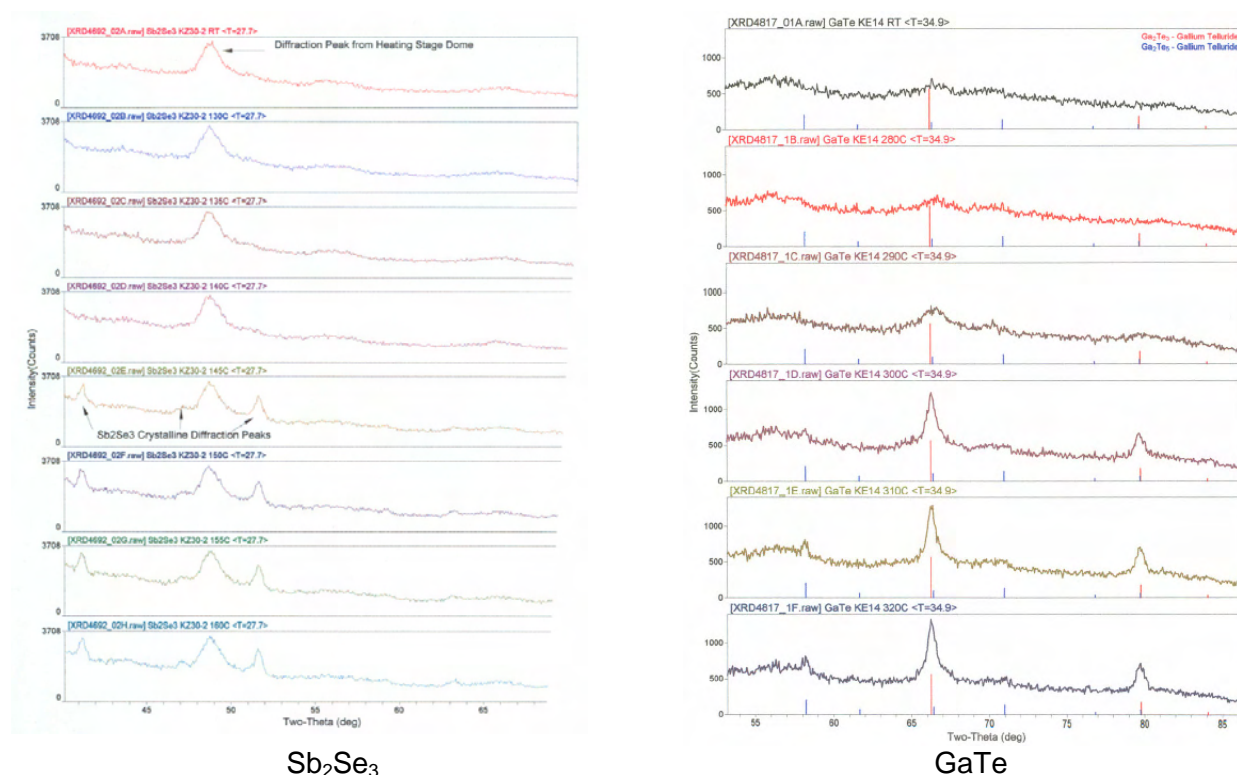 [XRD4692_02A.raw] Sb2Se3 KZ30-2 RT <T=27.7>
3708
Diffraction Peak from Heating Stage Dome
0
[XRD4692_02B.raw] Sb2Se3 KZ30-2 130C <T=27.7>
3708
0
[XRD4692_02C.raw] Sb2Se3 KZ30-2 135C <T=27.7>
3708
0
[XRD4692_02D.raw] Sb2Se3 KZ30-2 140C <T=27.7>
3708
0
[XRD4692_02E.raw] Sb2Se3 KZ30-2 145C <T=27.7>
3708
Sb2Se3 Crystalline Diffraction Peaks
0
[XRD4692_02F.raw] Sb2Se3 KZ30-2 150C <T=27.7>
3708
0
[XRD4692_02G.raw] Sb2Se3 KZ30-2 155C <T=27.7>
3708
0
[XRD4692_02H.raw] Sb2Se3 KZ30-2 160C <T=27.7>
3708
0
Intensity(Counts)
45 50 55 60 65
Two-Theta (deg)
Sb₂Se₃
[XRD4817_01A.raw] GaTe KE14 RT <T=34.9>
Ga₂Te₃ - Gallium Telluride
Ga₂Te₅ - Gallium Telluride
1000
500
0
[XRD4817_1B.raw] GaTe KE14 280C <T=34.9>
1000
500
0
[XRD4817_1C.raw] GaTe KE14 290C <T=34.9>
1000
500
0
[XRD4817_1D.raw] GaTe KE14 300C <T=34.9>
1000
500
0
[XRD4817_1E.raw] GaTe KE14 310C <T=34.9>
1000
500
0
[XRD4817_1F.raw] GaTe KE14 320C <T=34.9>
1000
500
0
Intensity(Counts)
55 60 65 70 75 80 85
Two-Theta (deg)
GaTe